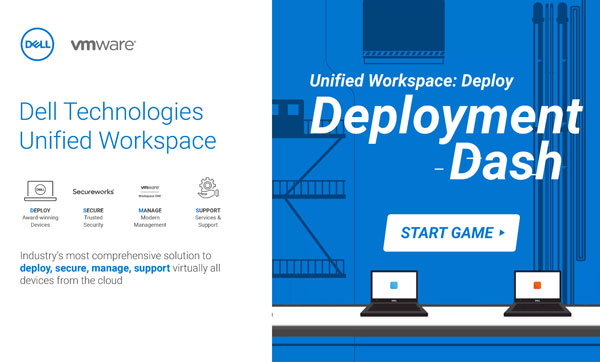 DELL
vmware®
Dell Technologies
Unified Workspace
DELL
Secureworks
vmware
Workspace ONE
DEPLOY
Award winning
Devices
SECURE
Trusted
Security
MANAGE
Modern
Management
SUPPORT
Services &
Support
Industry's most comprehensive solution to
deploy, secure, manage, support virtually all
devices from the cloud
Unified Workspace: Deploy
Deployment
Dash
START GAME